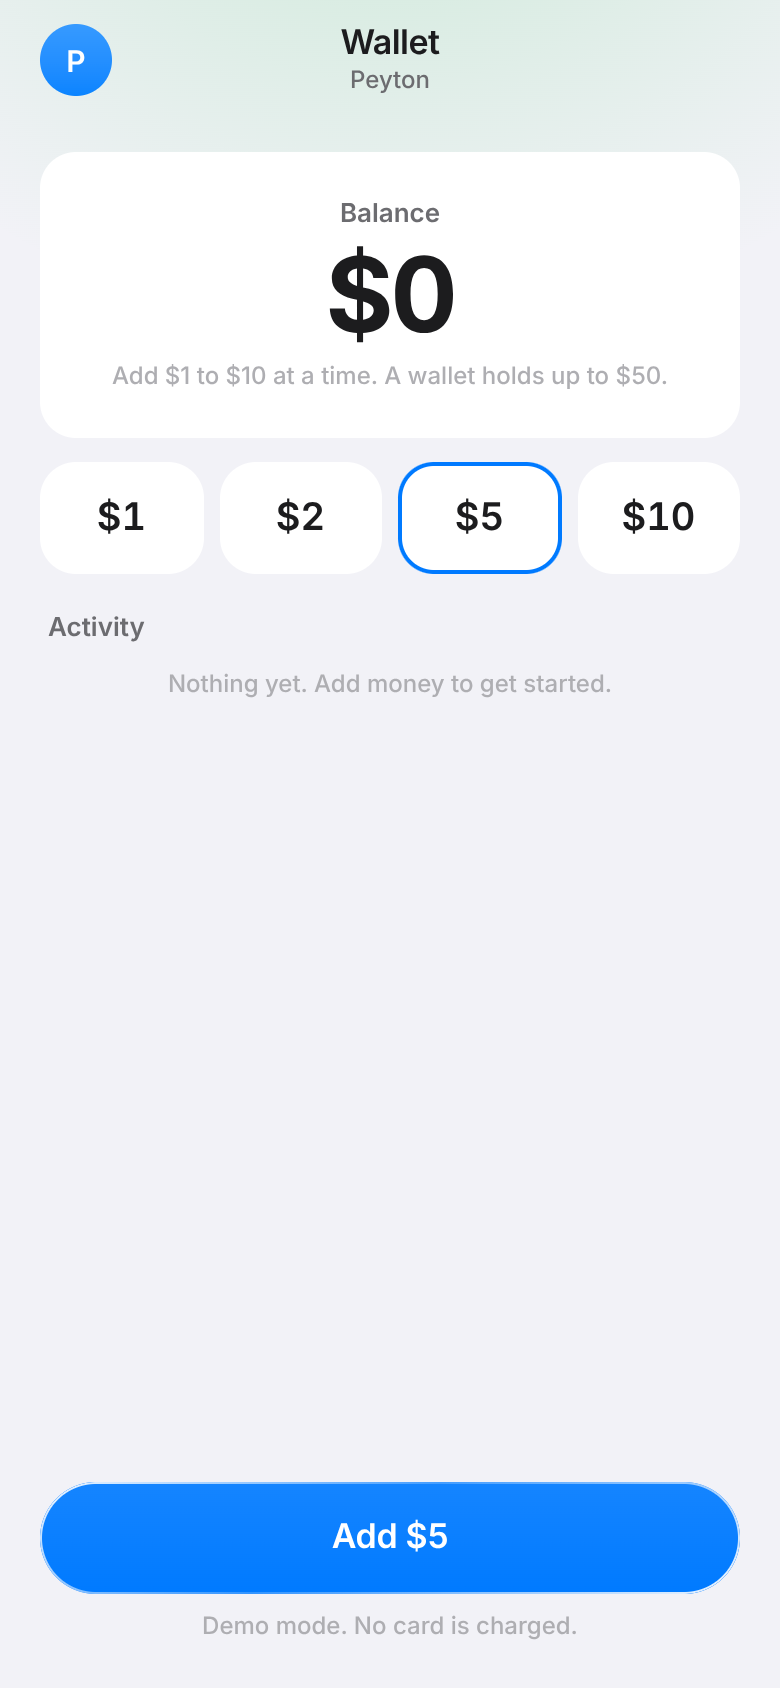 P
Wallet
Peyton
Balance
$0
Add $1 to $10 at a time. A wallet holds up to $50.
$1
$2
$5
$10
Activity
Nothing yet. Add money to get started.
Add $5
Demo mode. No card is charged.